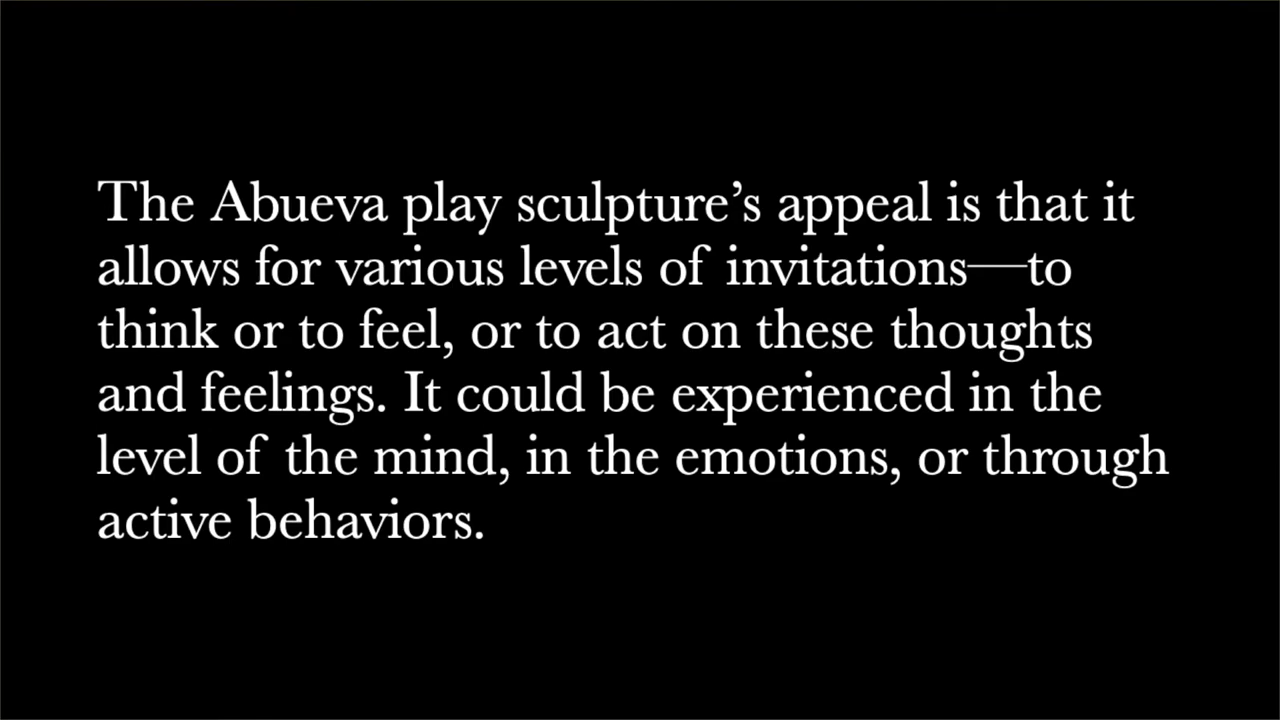 The Abueva play sculpture’s appeal is that it
allows for various levels of invitations—to
think or to feel, or to act on these thoughts
and feelings. It could be experienced in the
level of the mind, in the emotions, or through
active behaviors.